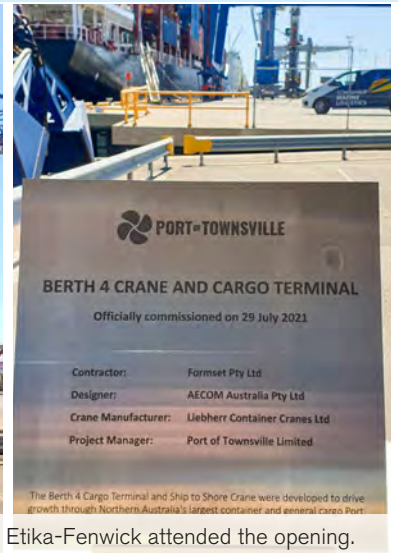 MARINE
LOGISTICS
PORT OF TOWNSVILLE
BERTH 4 CRANE AND CARGO TERMINAL
Officially commissioned on 29 July 2021
Contractor: Formset Pty Ltd
Designer: AECOM Australia Pty Ltd
Crane Manufacturer: Liebherr Container Cranes Ltd
Project Manager: Port of Townsville Limited
The Berth 4 Cargo Terminal and Ship to Shore Crane were developed to drive
growth through Northern Australia's largest container and general cargo Port
Etika-Fenwick attended the opening.